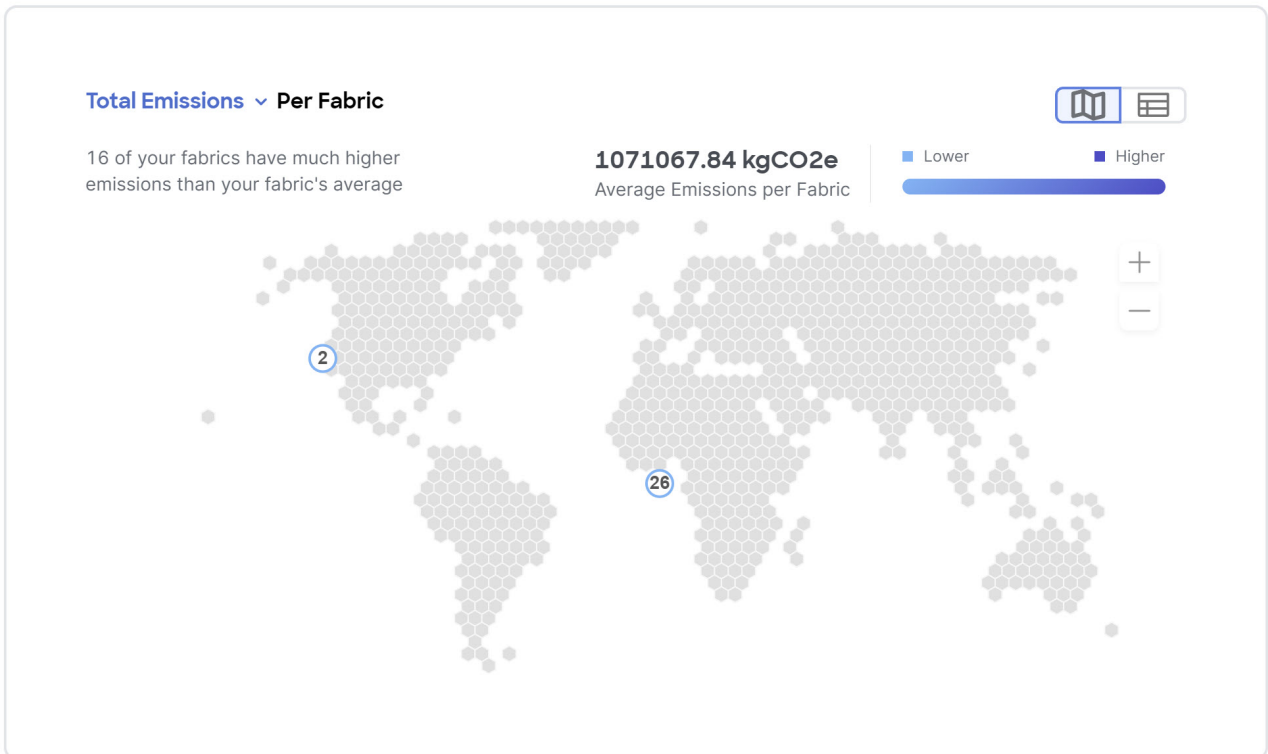 Total Emissions Per Fabric
16 of your fabrics have much higher
emissions than your fabric's average
1071067.84 kgCO2e
Average Emissions per Fabric
Lower
Higher
2
26